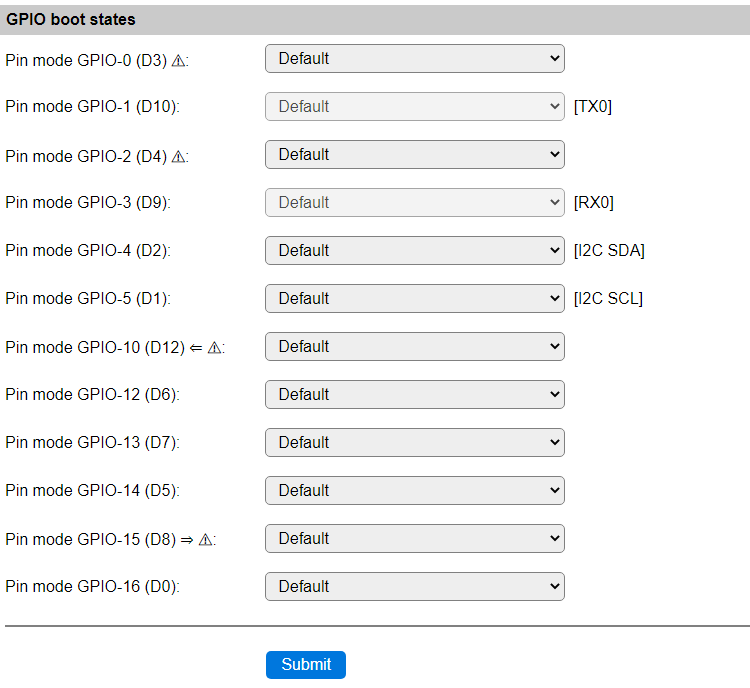 GPIO boot states
Pin mode GPIO-0 (D3) ⚠: Default
Pin mode GPIO-1 (D10): Default [TX0]
Pin mode GPIO-2 (D4) ⚠: Default
Pin mode GPIO-3 (D9): Default [RX0]
Pin mode GPIO-4 (D2): Default [I2C SDA]
Pin mode GPIO-5 (D1): Default [I2C SCL]
Pin mode GPIO-10 (D12) ⇐ ⚠: Default
Pin mode GPIO-12 (D6): Default
Pin mode GPIO-13 (D7): Default
Pin mode GPIO-14 (D5): Default
Pin mode GPIO-15 (D8) ⇒ ⚠: Default
Pin mode GPIO-16 (D0): Default
Submit